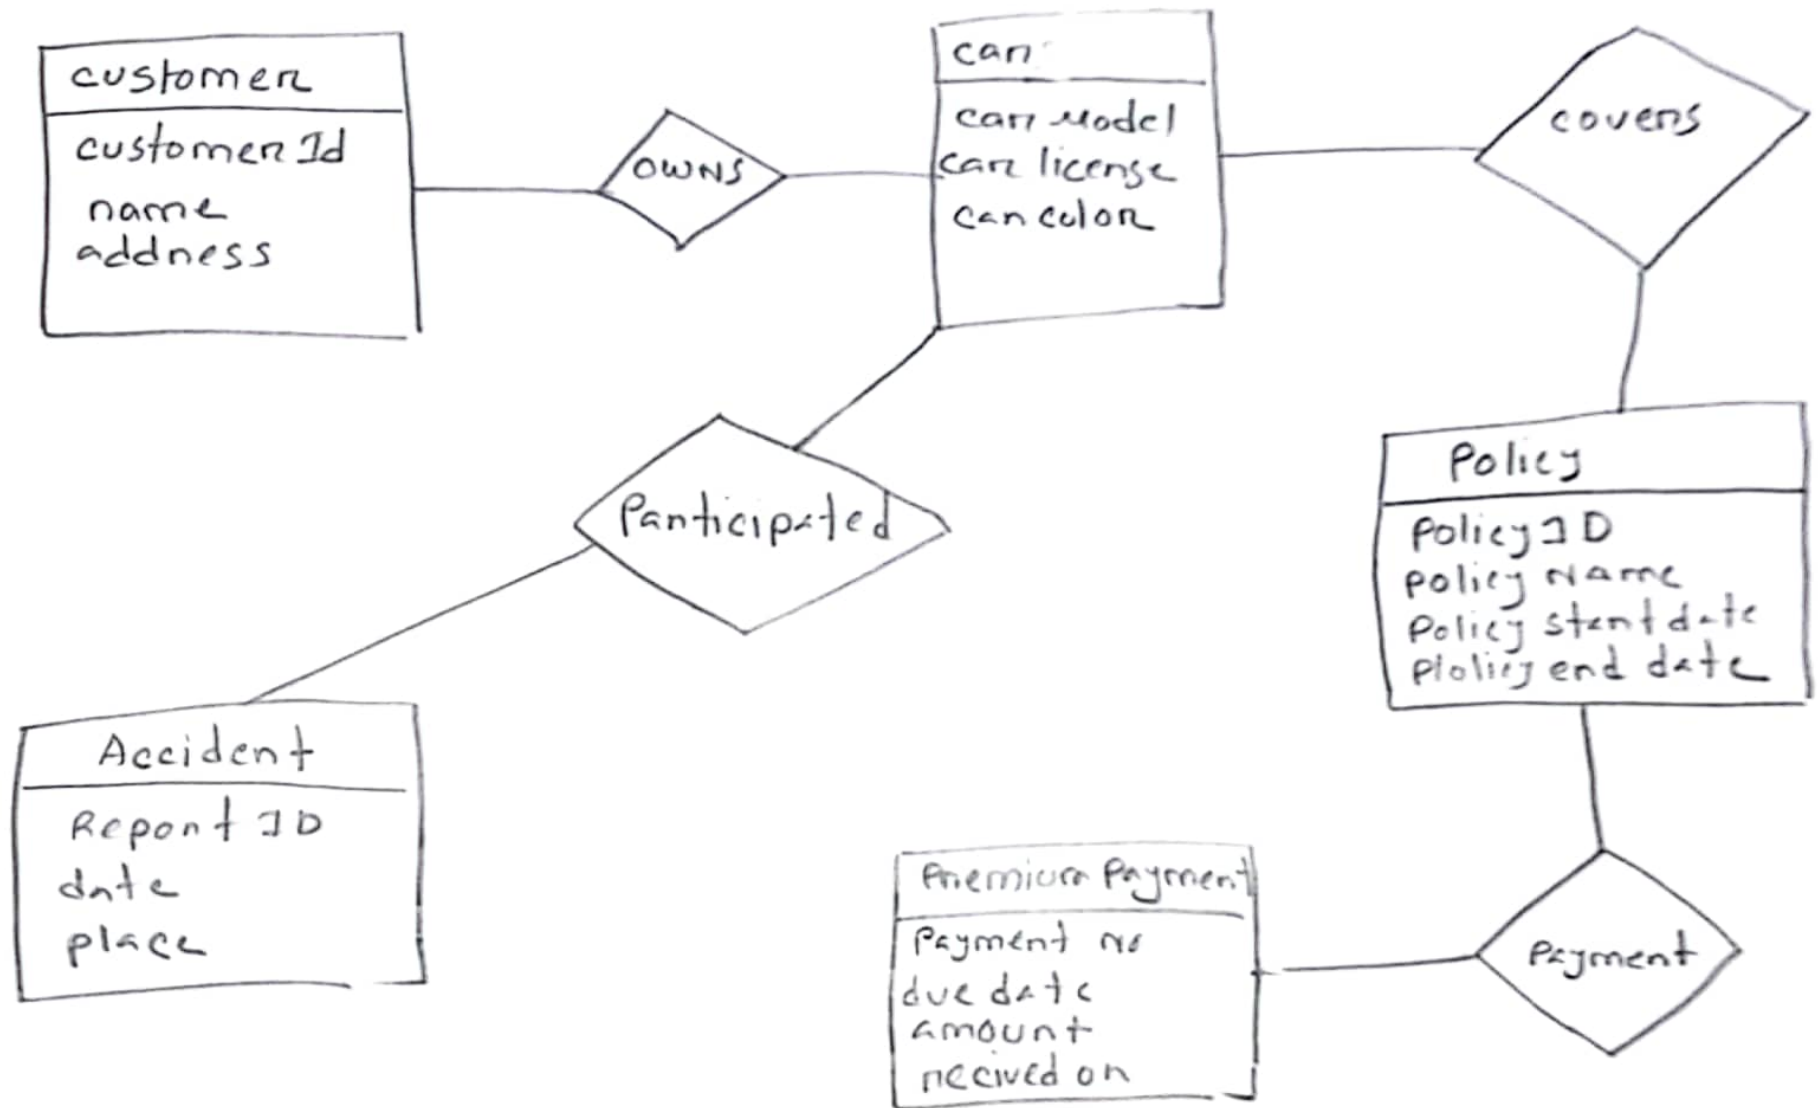 customer
customer Id
name
address
owns
car
car Model
car license
car color
covers
Participated
Policy
Policy ID
policy Name
Policy start date
Plolicy end date
Accident
Report ID
date
place
Premium Payment
Payment no
due date
amount
recived on
Payment